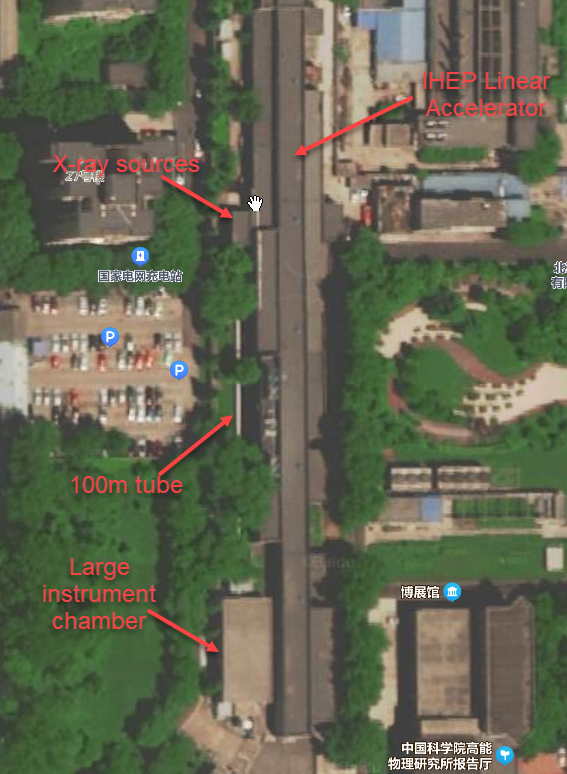 IHEP Linear
Accelerator
X-ray sources
国家电网充电站
P
P
100m tube
Large
instrument
chamber
博展馆
中国科学院高能
物理研究所报告厅